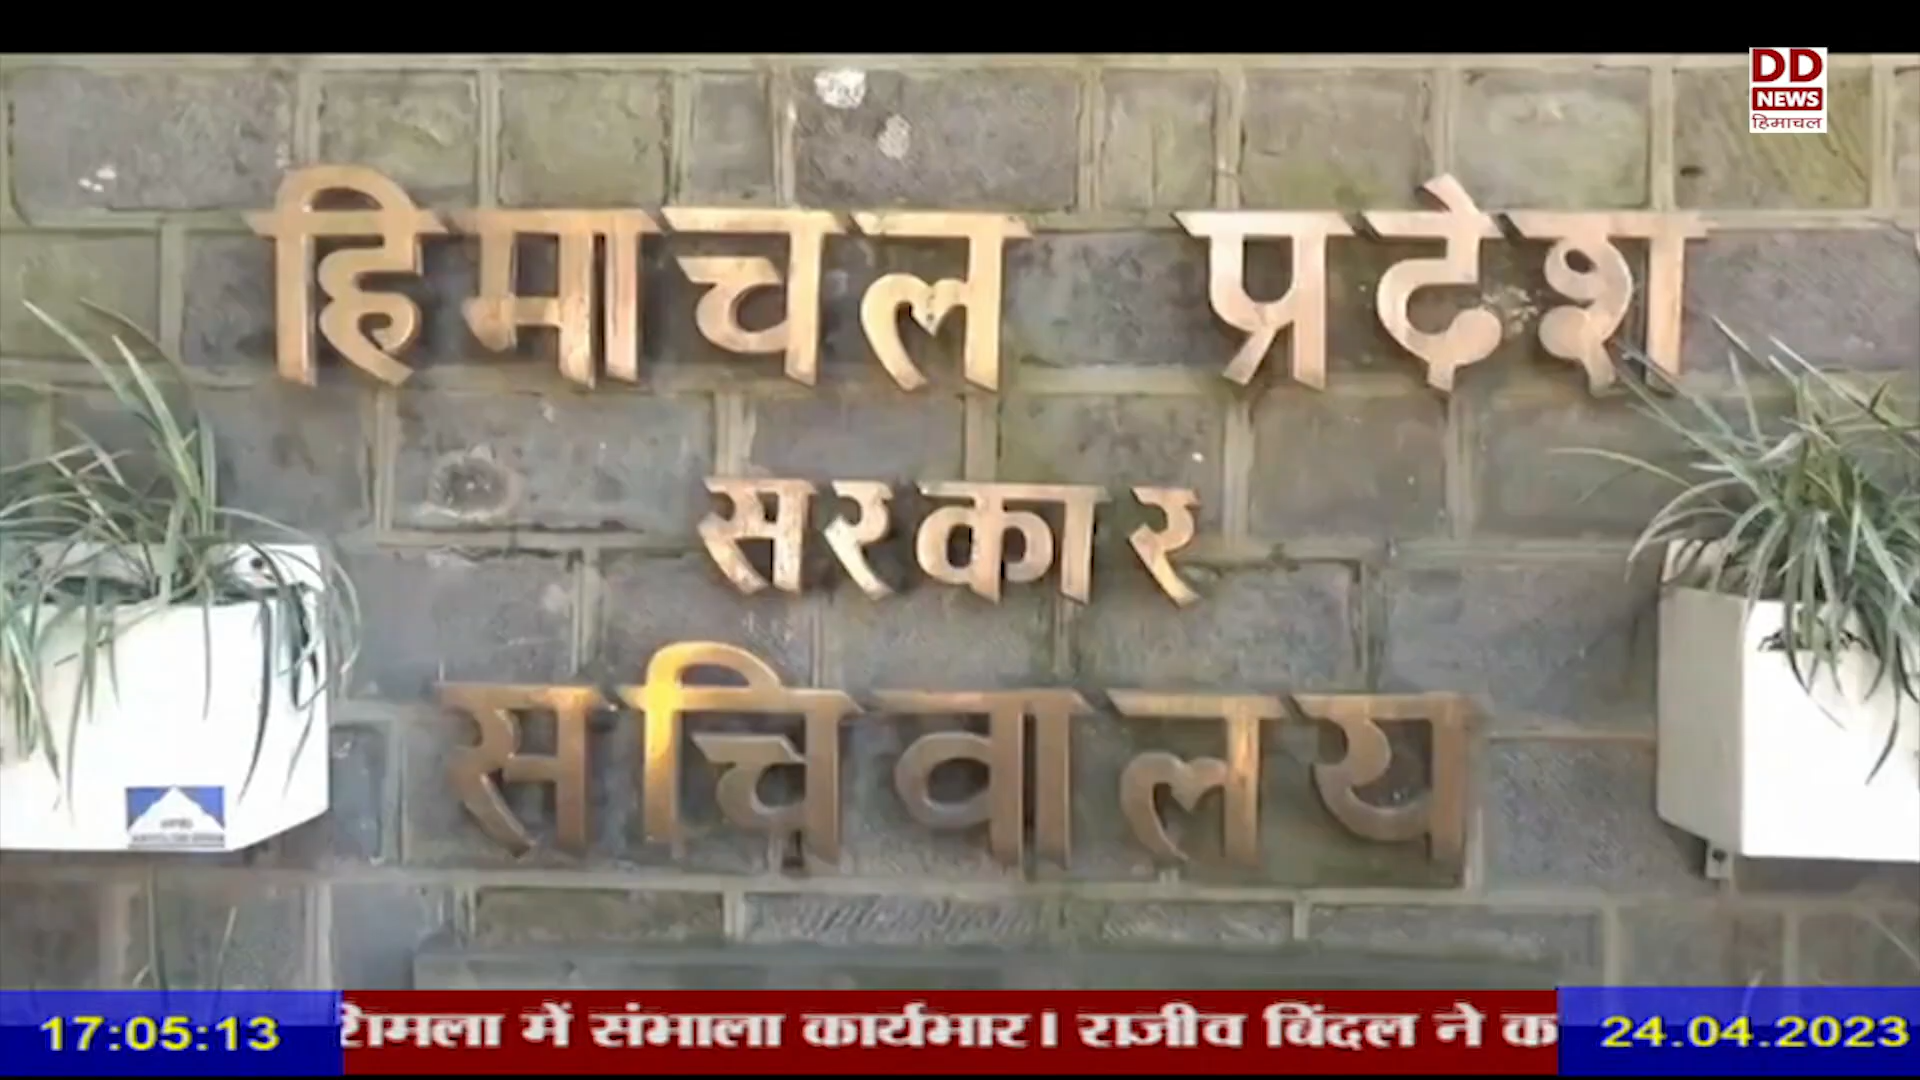 DD
NEWS
हिमाचल
हिमाचल प्रदेश
सरकार
सचिवालय
17:05:13
शिमला में संभाला कार्यभार। राजीव बिंदल ने
24.04.2023